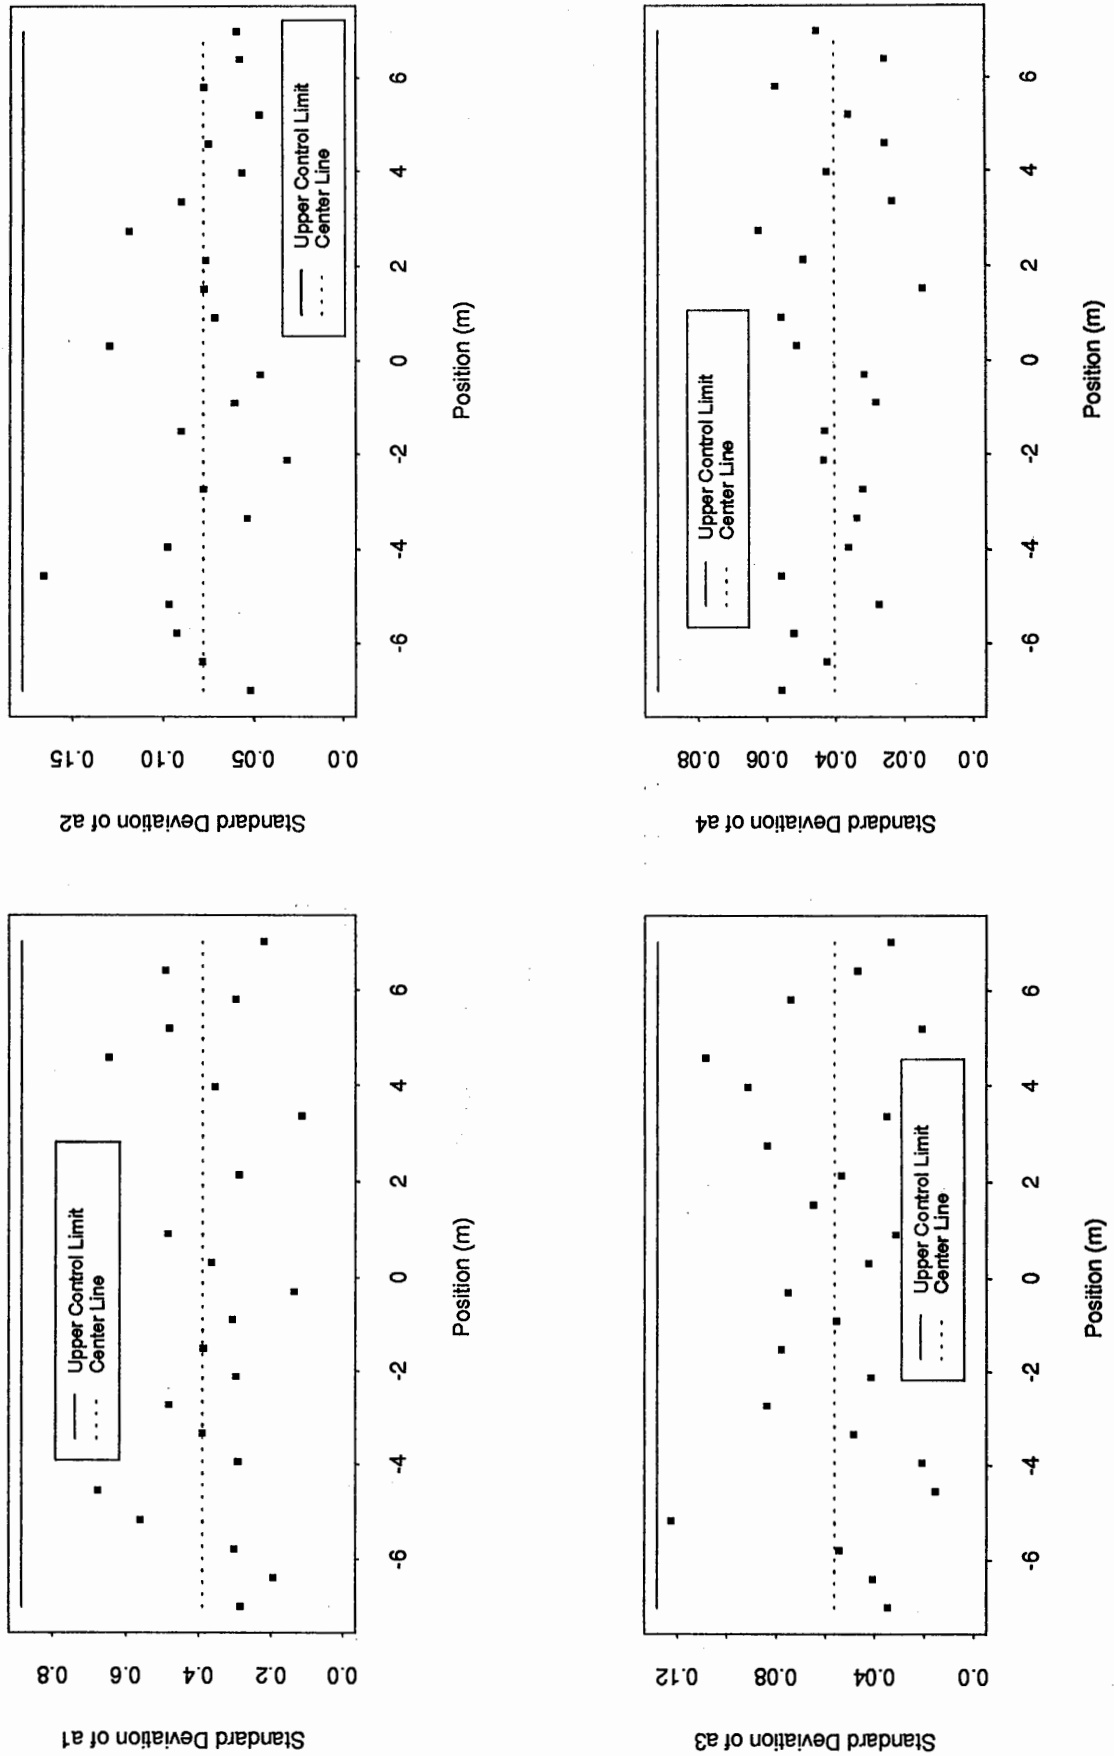 Standard Deviation of a1
0.0 0.2 0.4 0.6 0.8
Upper Control Limit
Center Line
-6 -4 -2 0 2 4 6
Position (m)
Standard Deviation of a2
0.0 0.05 0.10 0.15
Upper Control Limit
Center Line
-6 -4 -2 0 2 4 6
Position (m)
Standard Deviation of a3
0.0 0.04 0.08 0.12
Upper Control Limit
Center Line
-6 -4 -2 0 2 4 6
Position (m)
Standard Deviation of a4
0.0 0.02 0.04 0.06 0.08
Upper Control Limit
Center Line
-6 -4 -2 0 2 4 6
Position (m)